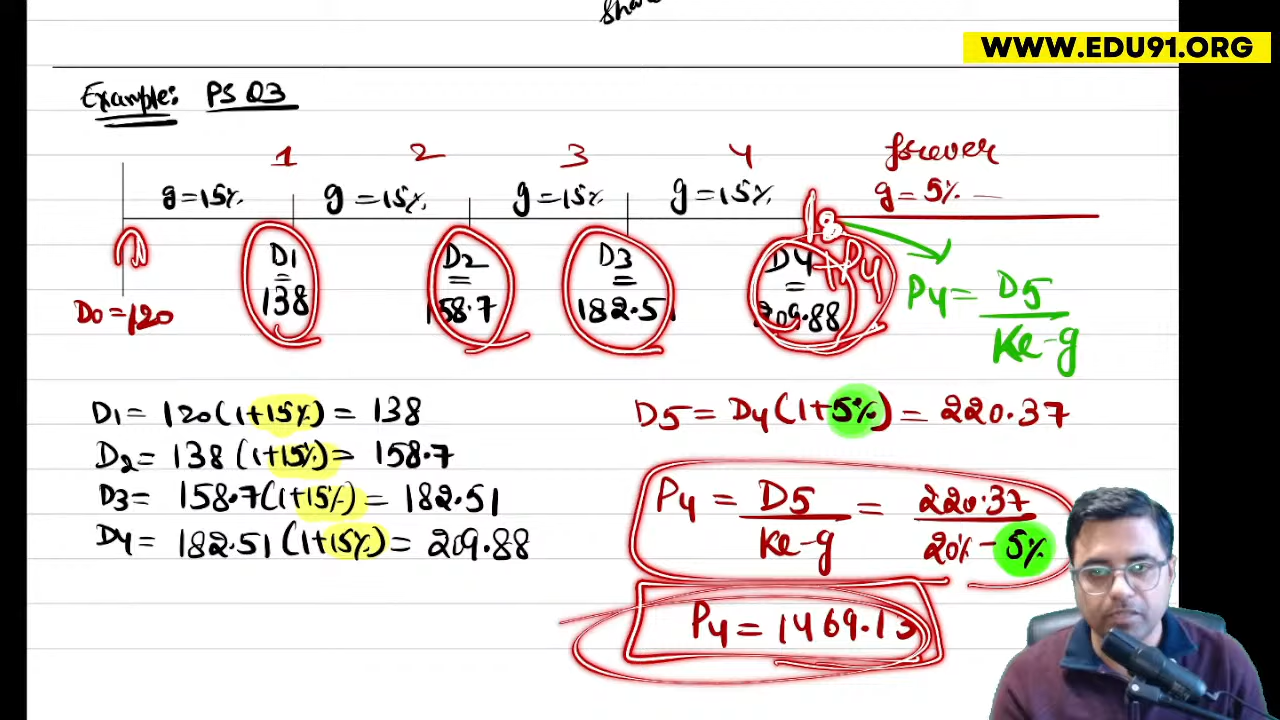 Share
WWW.EDU91.ORG
Example: PS Q3
1 2 3 4 forever
g=15% g=15% g=15% g=15% g=5%
D1 D2 D3 D4+P4
D0=120 138 158.7 182.51 209.88
P4= D5
Ke-g
D1= 120(1+15%)= 138
D2= 138(1+15%)= 158.7
D3= 158.7(1+15%)= 182.51
D4= 182.51(1+15%)= 209.88
D5= D4(1+5%)= 220.37
P4 = D5 = 220.37
Ke-g 20%-5%
P4= 1469.13